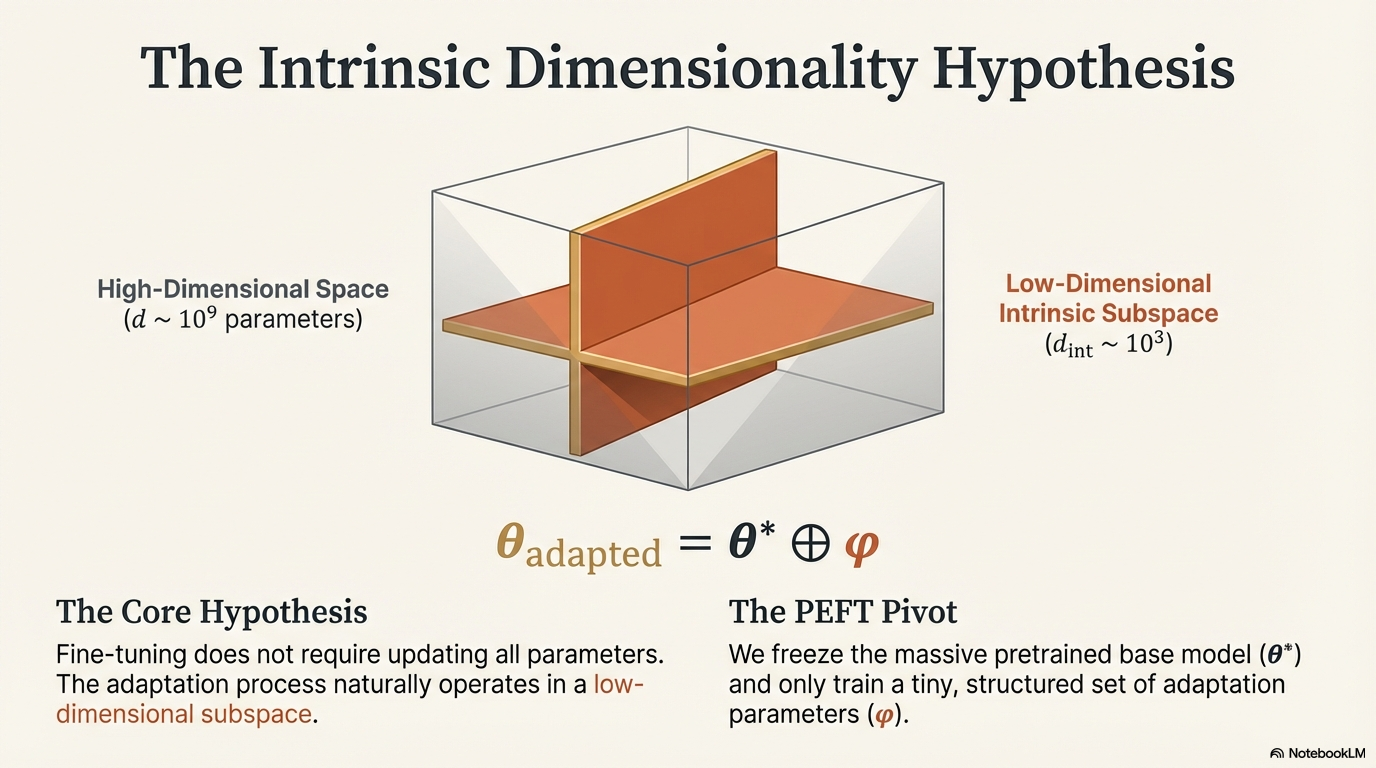 The Intrinsic Dimensionality Hypothesis
High-Dimensional Space
(d ~ 10⁹ parameters)
Low-Dimensional
Intrinsic Subspace
(d_int ~ 10³)
θ_adapted = θ* ⊕ φ
The Core Hypothesis
Fine-tuning does not require updating all parameters.
The adaptation process naturally operates in a low-
dimensional subspace.
The PEFT Pivot
We freeze the massive pretrained base model (θ*)
and only train a tiny, structured set of adaptation
parameters (φ).
NotebookLM